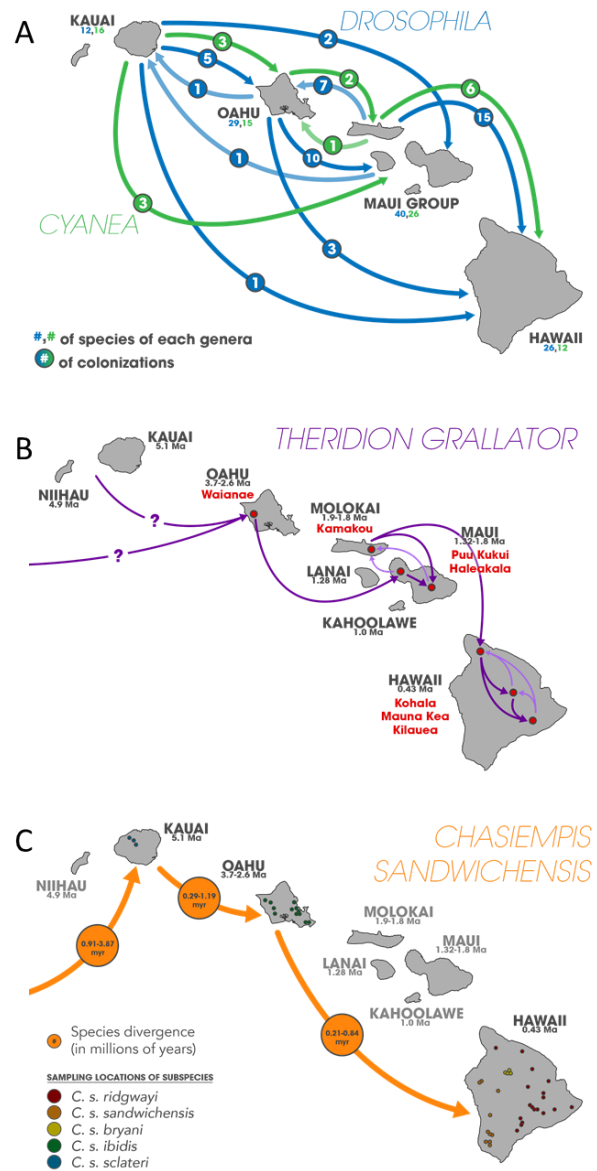 A
KAUAI
12,16
DROSOPHILA
3
2
5
2
7
6
1
OAHU
29,15
15
1
10
1
MAUI GROUP
40,26
3
CYANEA
3
1
HAWAII
26,12
#,# of species of each genera
# of colonizations
B
THERIDION GRALLATOR
KAUAI
5.1 Ma
NIIHAU
4.9 Ma
OAHU
3.7-2.6 Ma
Waianae
MOLOKAI
1.9-1.8 Ma
Kamakou
MAUI
1.32-1.8 Ma
Puu Kukui
Haleakala
?
?
LANAI
1.28 Ma
KAHOOLAWE
1.0 Ma
HAWAII
0.43 Ma
Kohala
Mauna Kea
Kilauea
C
CHASIEMPIS
SANDWICHENSIS
KAUAI
5.1 Ma
NIIHAU
4.9 Ma
OAHU
3.7-2.6 Ma
0.29-1.19
myr
MOLOKAI
1.9-1.8 Ma
MAUI
1.32-1.8 Ma
0.91-3.87
myr
LANAI
1.28 Ma
KAHOOLAWE
1.0 Ma
0.21-0.84
myr
HAWAII
0.43 Ma
Species divergence
(in millions of years)
SAMPLING LOCATIONS OF SUBSPECIES
C. s. ridgwayi
C. s. sandwichensis
C. s. bryani
C. s. ibidis
C. s. sclateri